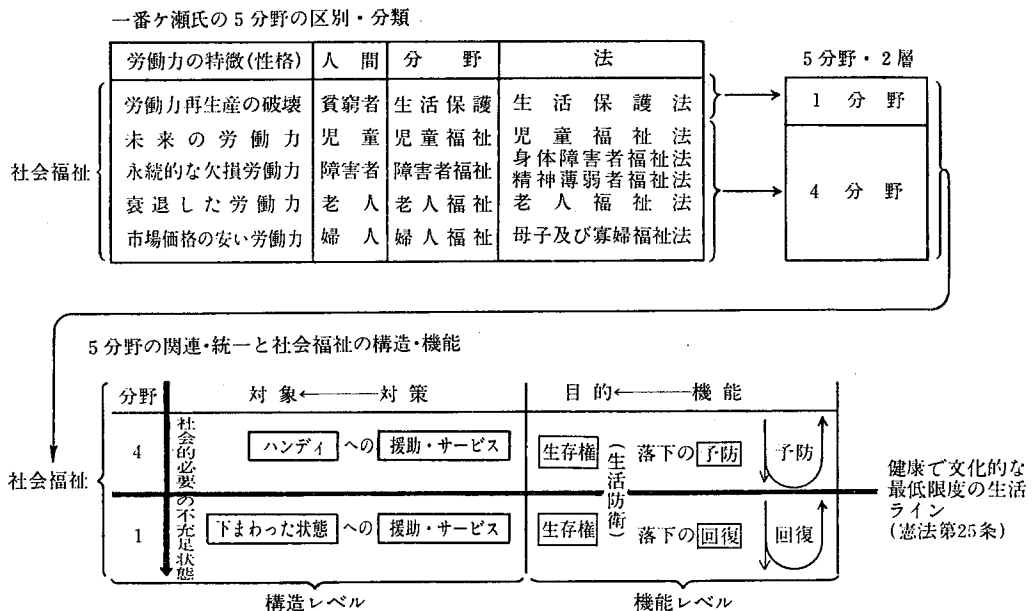 一番ケ瀬氏の5分野の区別・分類
労働力の特徴(性格) 人間 分野 法
5分野・2層
労働力再生産の破壊 貧窮者 生活保護 生活保護法
1分野
未来の労働力 児童 児童福祉 児童福祉法
社会福祉
永続的な欠損労働力 障害者 障害者福祉 身体障害者福祉法
精神薄弱者福祉法
4分野
衰退した労働力 老人 老人福祉 老人福祉法
市場価格の安い労働力 婦人 婦人福祉 母子及び寡婦福祉法
5分野の関連・統一と社会福祉の構造・機能
分野 対象←対策 目的←機能
社会福祉
社会的必要の不充足状態
4 ハンディへの援助・サービス 生存権 落下の予防 予防
(生活防衛)
1 下まわった状態への援助・サービス 生存権 落下の回復 回復
健康で文化的な
最低限度の生活
ライン
(憲法第25条)
構造レベル 機能レベル